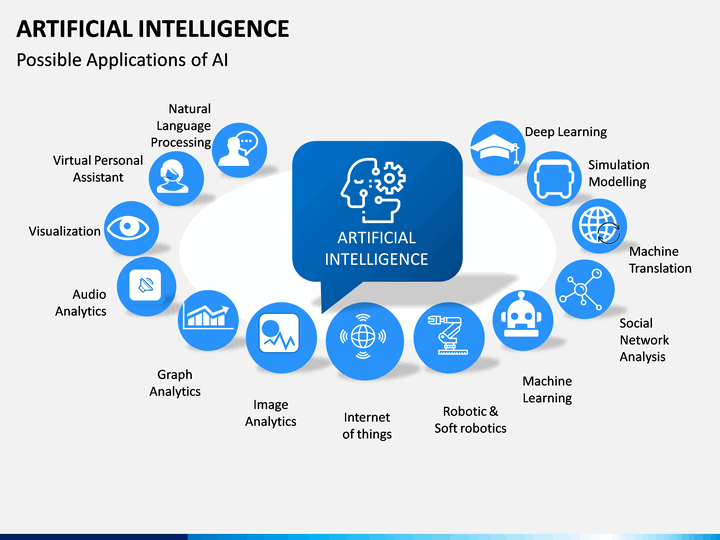 ARTIFICIAL INTELLIGENCE
Possible Applications of AI
Natural
Language
Processing
Virtual Personal
Assistant
Visualization
Audio
Analytics
Graph
Analytics
Image
Analytics
Internet
of things
Robotic &
Soft robotics
Machine
Learning
Social
Network
Analysis
Machine
Translation
Simulation
Modelling
Deep Learning
ARTIFICIAL
INTELLIGENCE